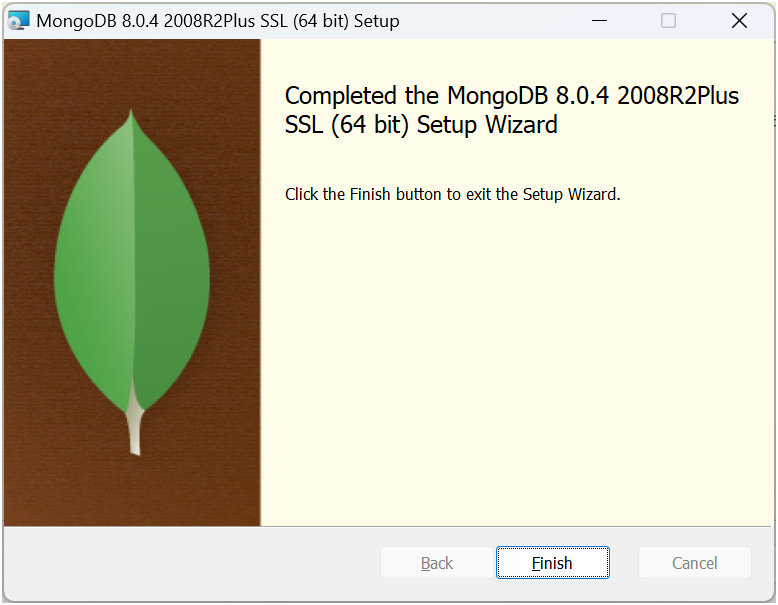 MongoDB 8.0.4 2008R2Plus SSL (64 bit) Setup
Completed the MongoDB 8.0.4 2008R2Plus
SSL (64 bit) Setup Wizard
Click the Finish button to exit the Setup Wizard.
Back Finish Cancel